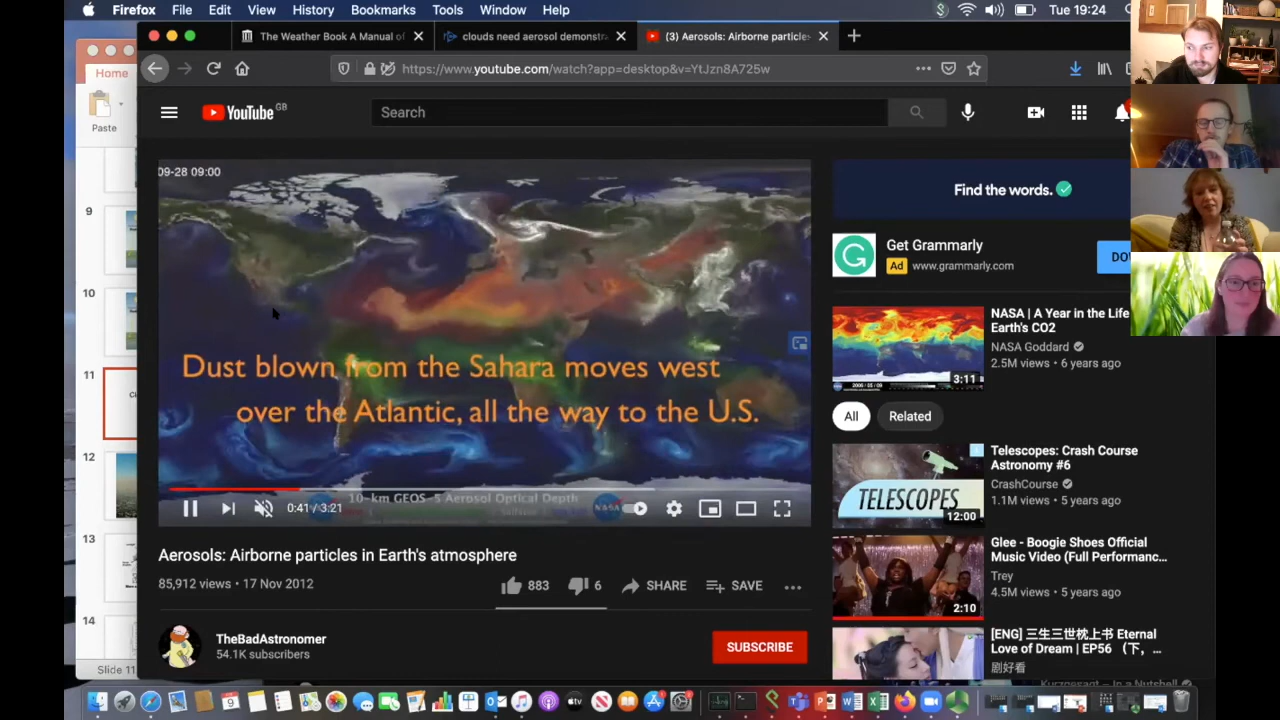 Firefox File Edit View History Bookmarks Tools Window Help Tue 19:24
The Weather Book A Manual of
clouds need aerosol demonstra
(3) Aerosols: Airborne particles
Home
https://www.youtube.com/watch?app=desktop&v=YtJzn8A725w
Paste
YouTube GB
Search
09-28 09:00
Dust blown from the Sahara moves west
over the Atlantic, all the way to the U.S.
10-km GEOS-5 Aerosol Optical Depth
NASA
0:41 / 3:21
Aerosols: Airborne particles in Earth's atmosphere
85,912 views • 17 Nov 2012
883
6
SHARE
SAVE
TheBadAstronomer
54.1K subscribers
SUBSCRIBE
Find the words.
Get Grammarly
Ad www.grammarly.com
DO
NASA | A Year in the Life
Earth's CO2
NASA Goddard
2.5M views • 6 years ago
3:11
All
Related
Telescopes: Crash Course
Astronomy #6
CrashCourse
1.1M views • 5 years ago
TELESCOPES
12:00
Glee - Boogie Shoes Official
Music Video (Full Performanc...
Trey
4.5M views • 5 years ago
2:10
[ENG] 三生三世枕上书 Eternal
Love of Dream | EP56 （下，...
剧好看
9
10
11
12
13
14
Slide 11